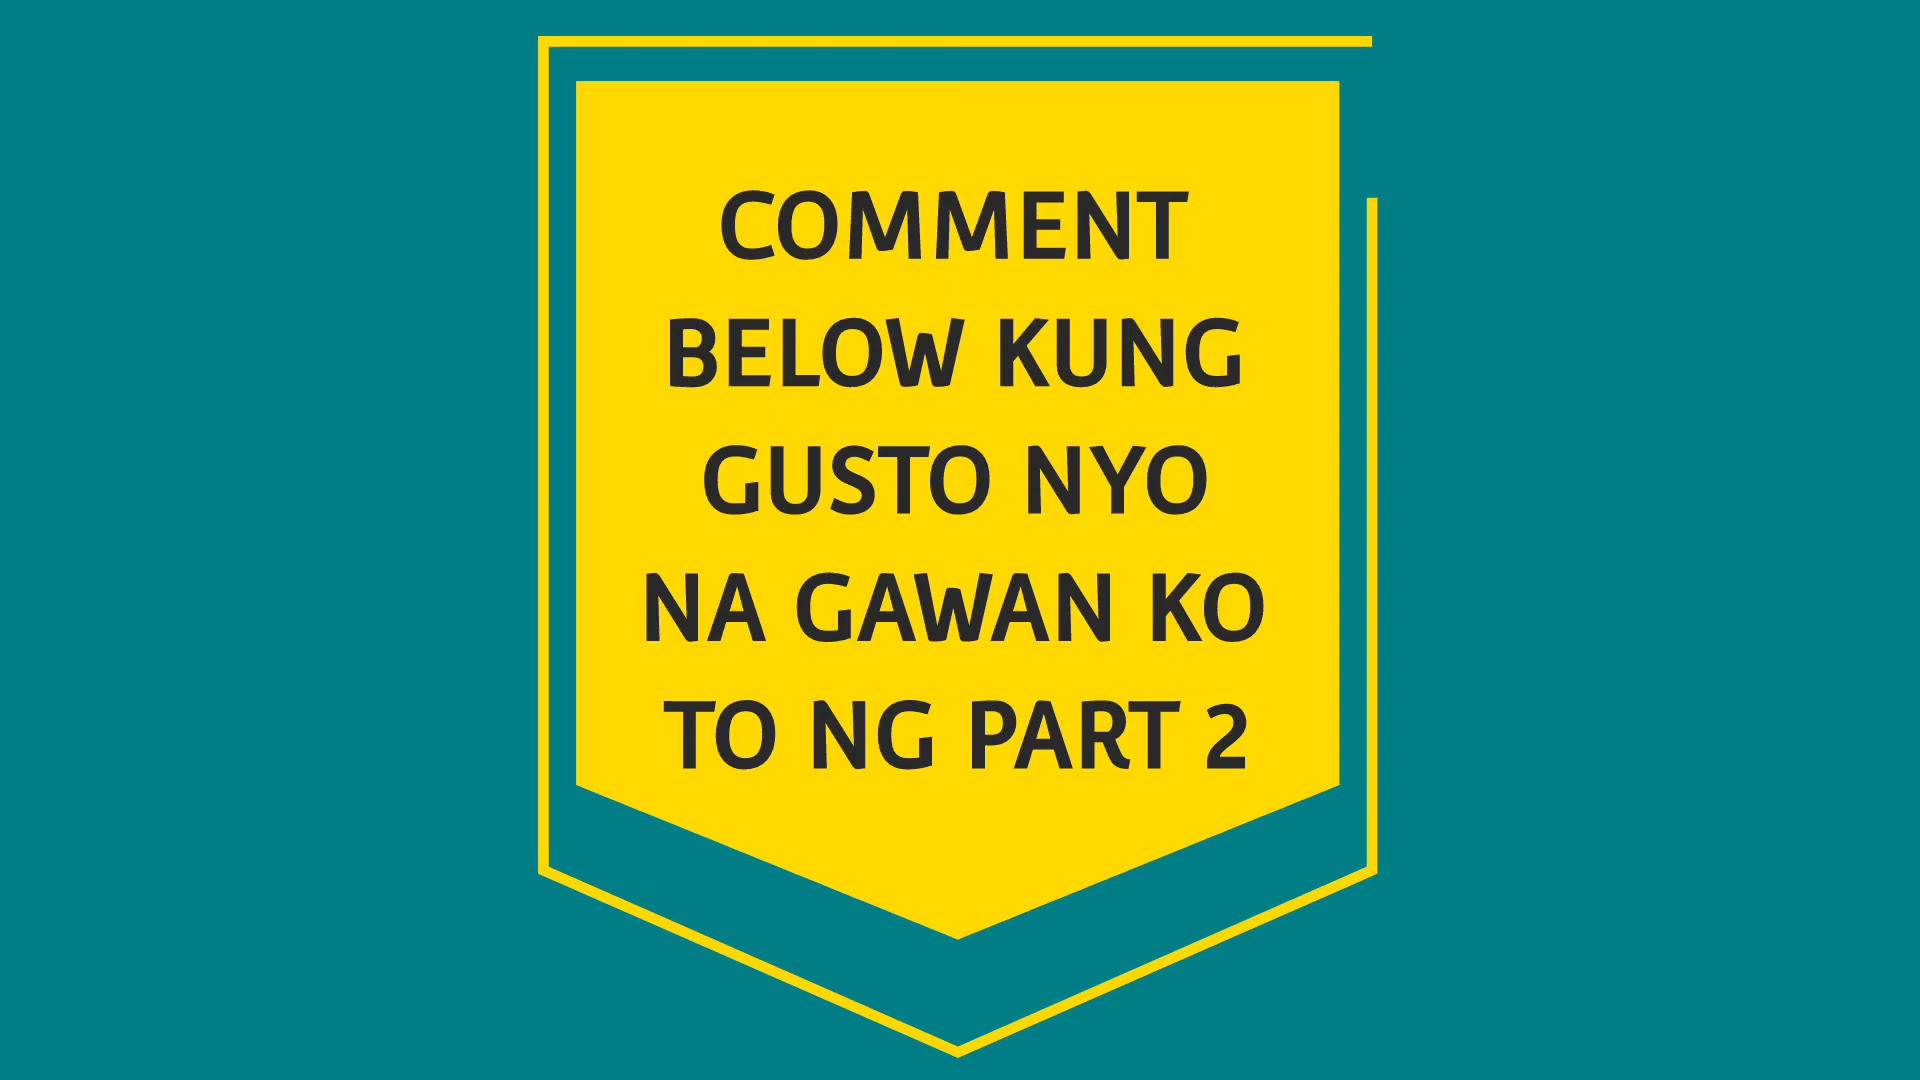 COMMENT
BELOW KUNG
GUSTO NYO
NA GAWAN KO
TO NG PART 2